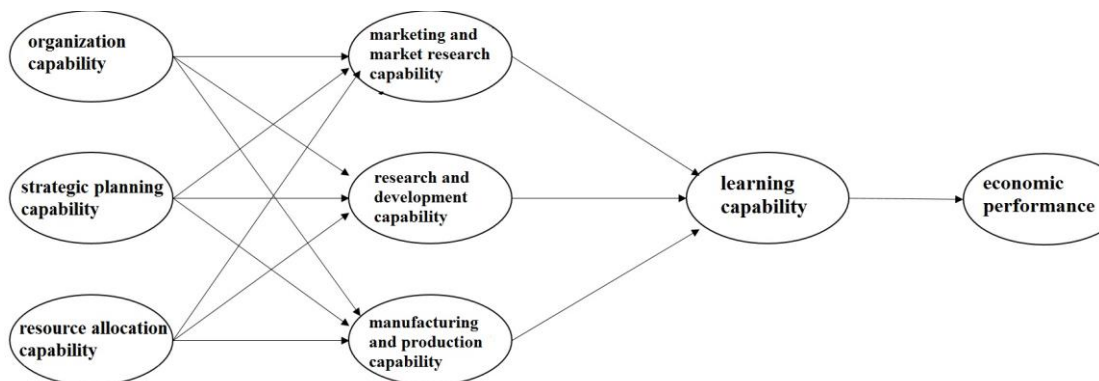 organization
capability
marketing and
market research
capability
strategic planning
capability
research and
development
capability
learning
capability
economic
performance
resource allocation
capability
manufacturing
and production
capability